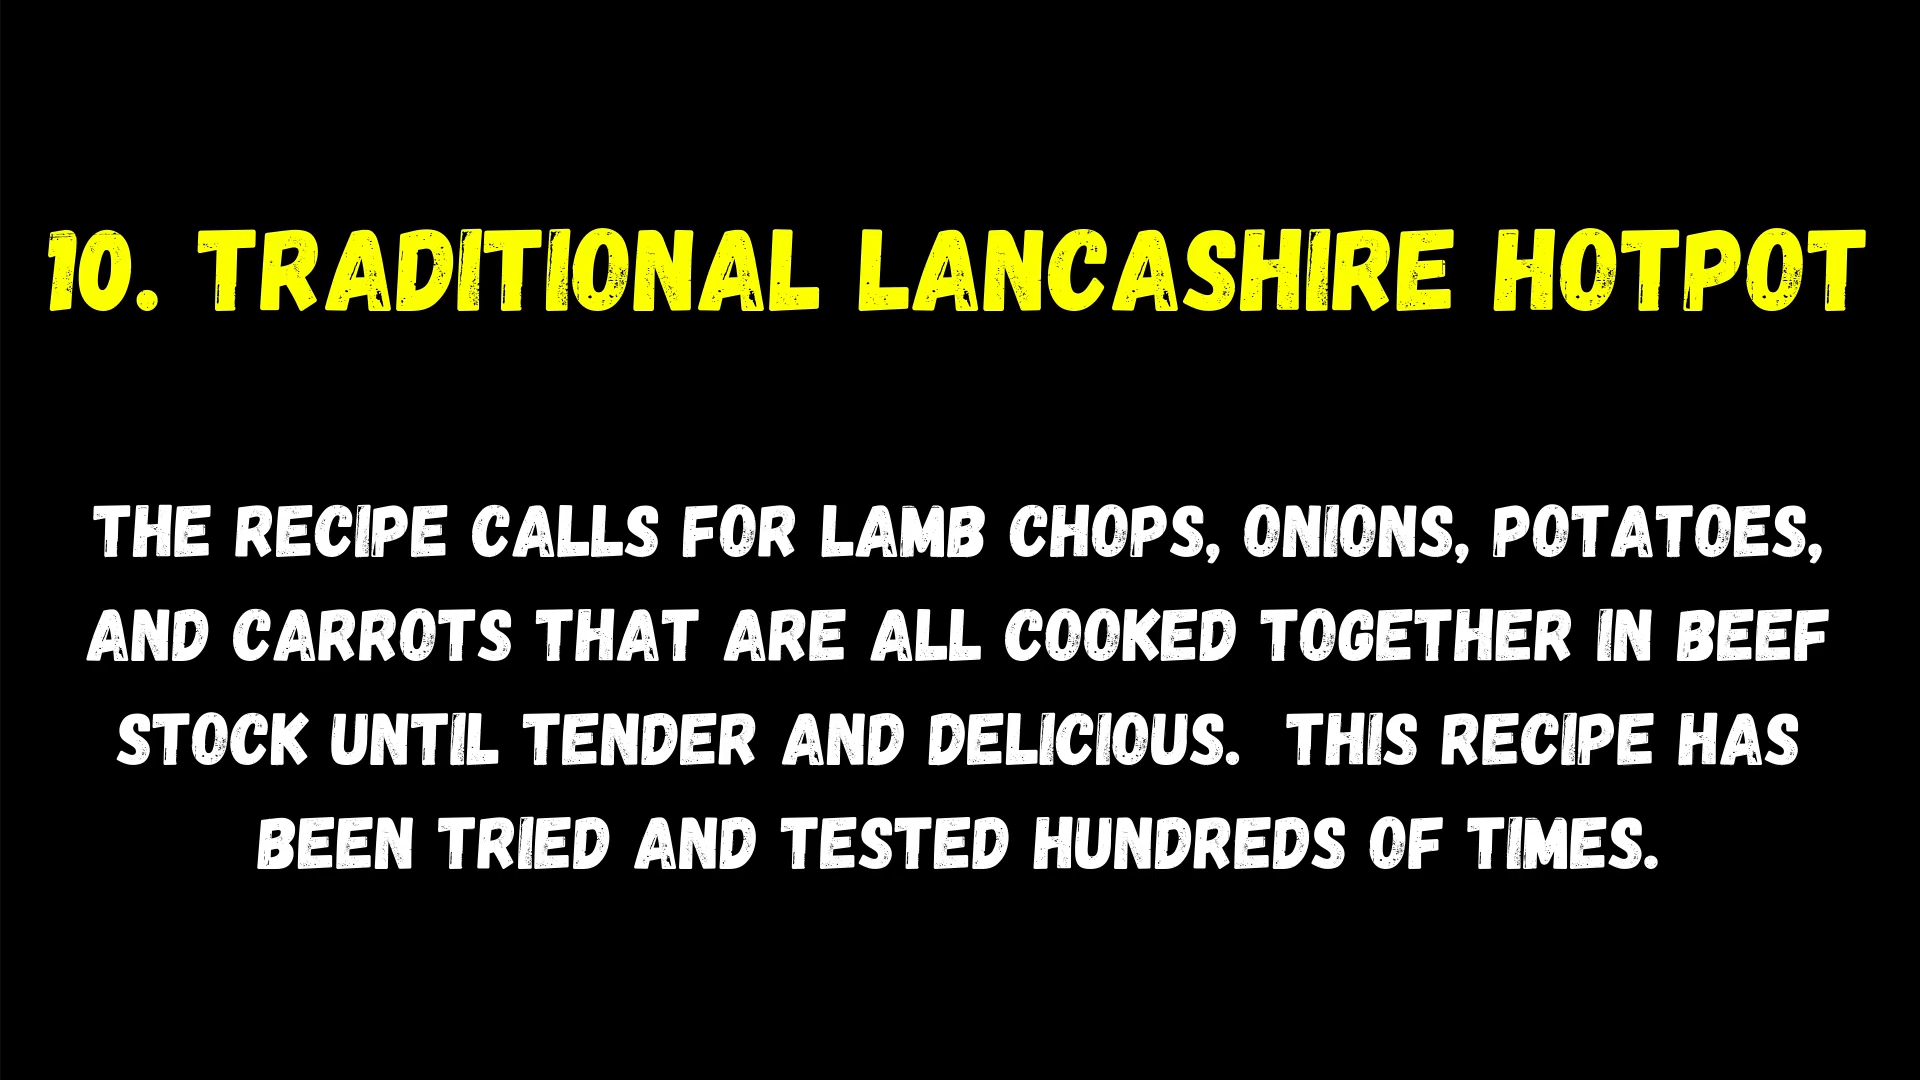 10. TRADITIONAL LANCASHIRE HOTPOT
THE RECIPE CALLS FOR LAMB CHOPS, ONIONS, POTATOES,
AND CARROTS THAT ARE ALL COOKED TOGETHER IN BEEF
STOCK UNTIL TENDER AND DELICIOUS.  THIS RECIPE HAS
BEEN TRIED AND TESTED HUNDREDS OF TIMES.